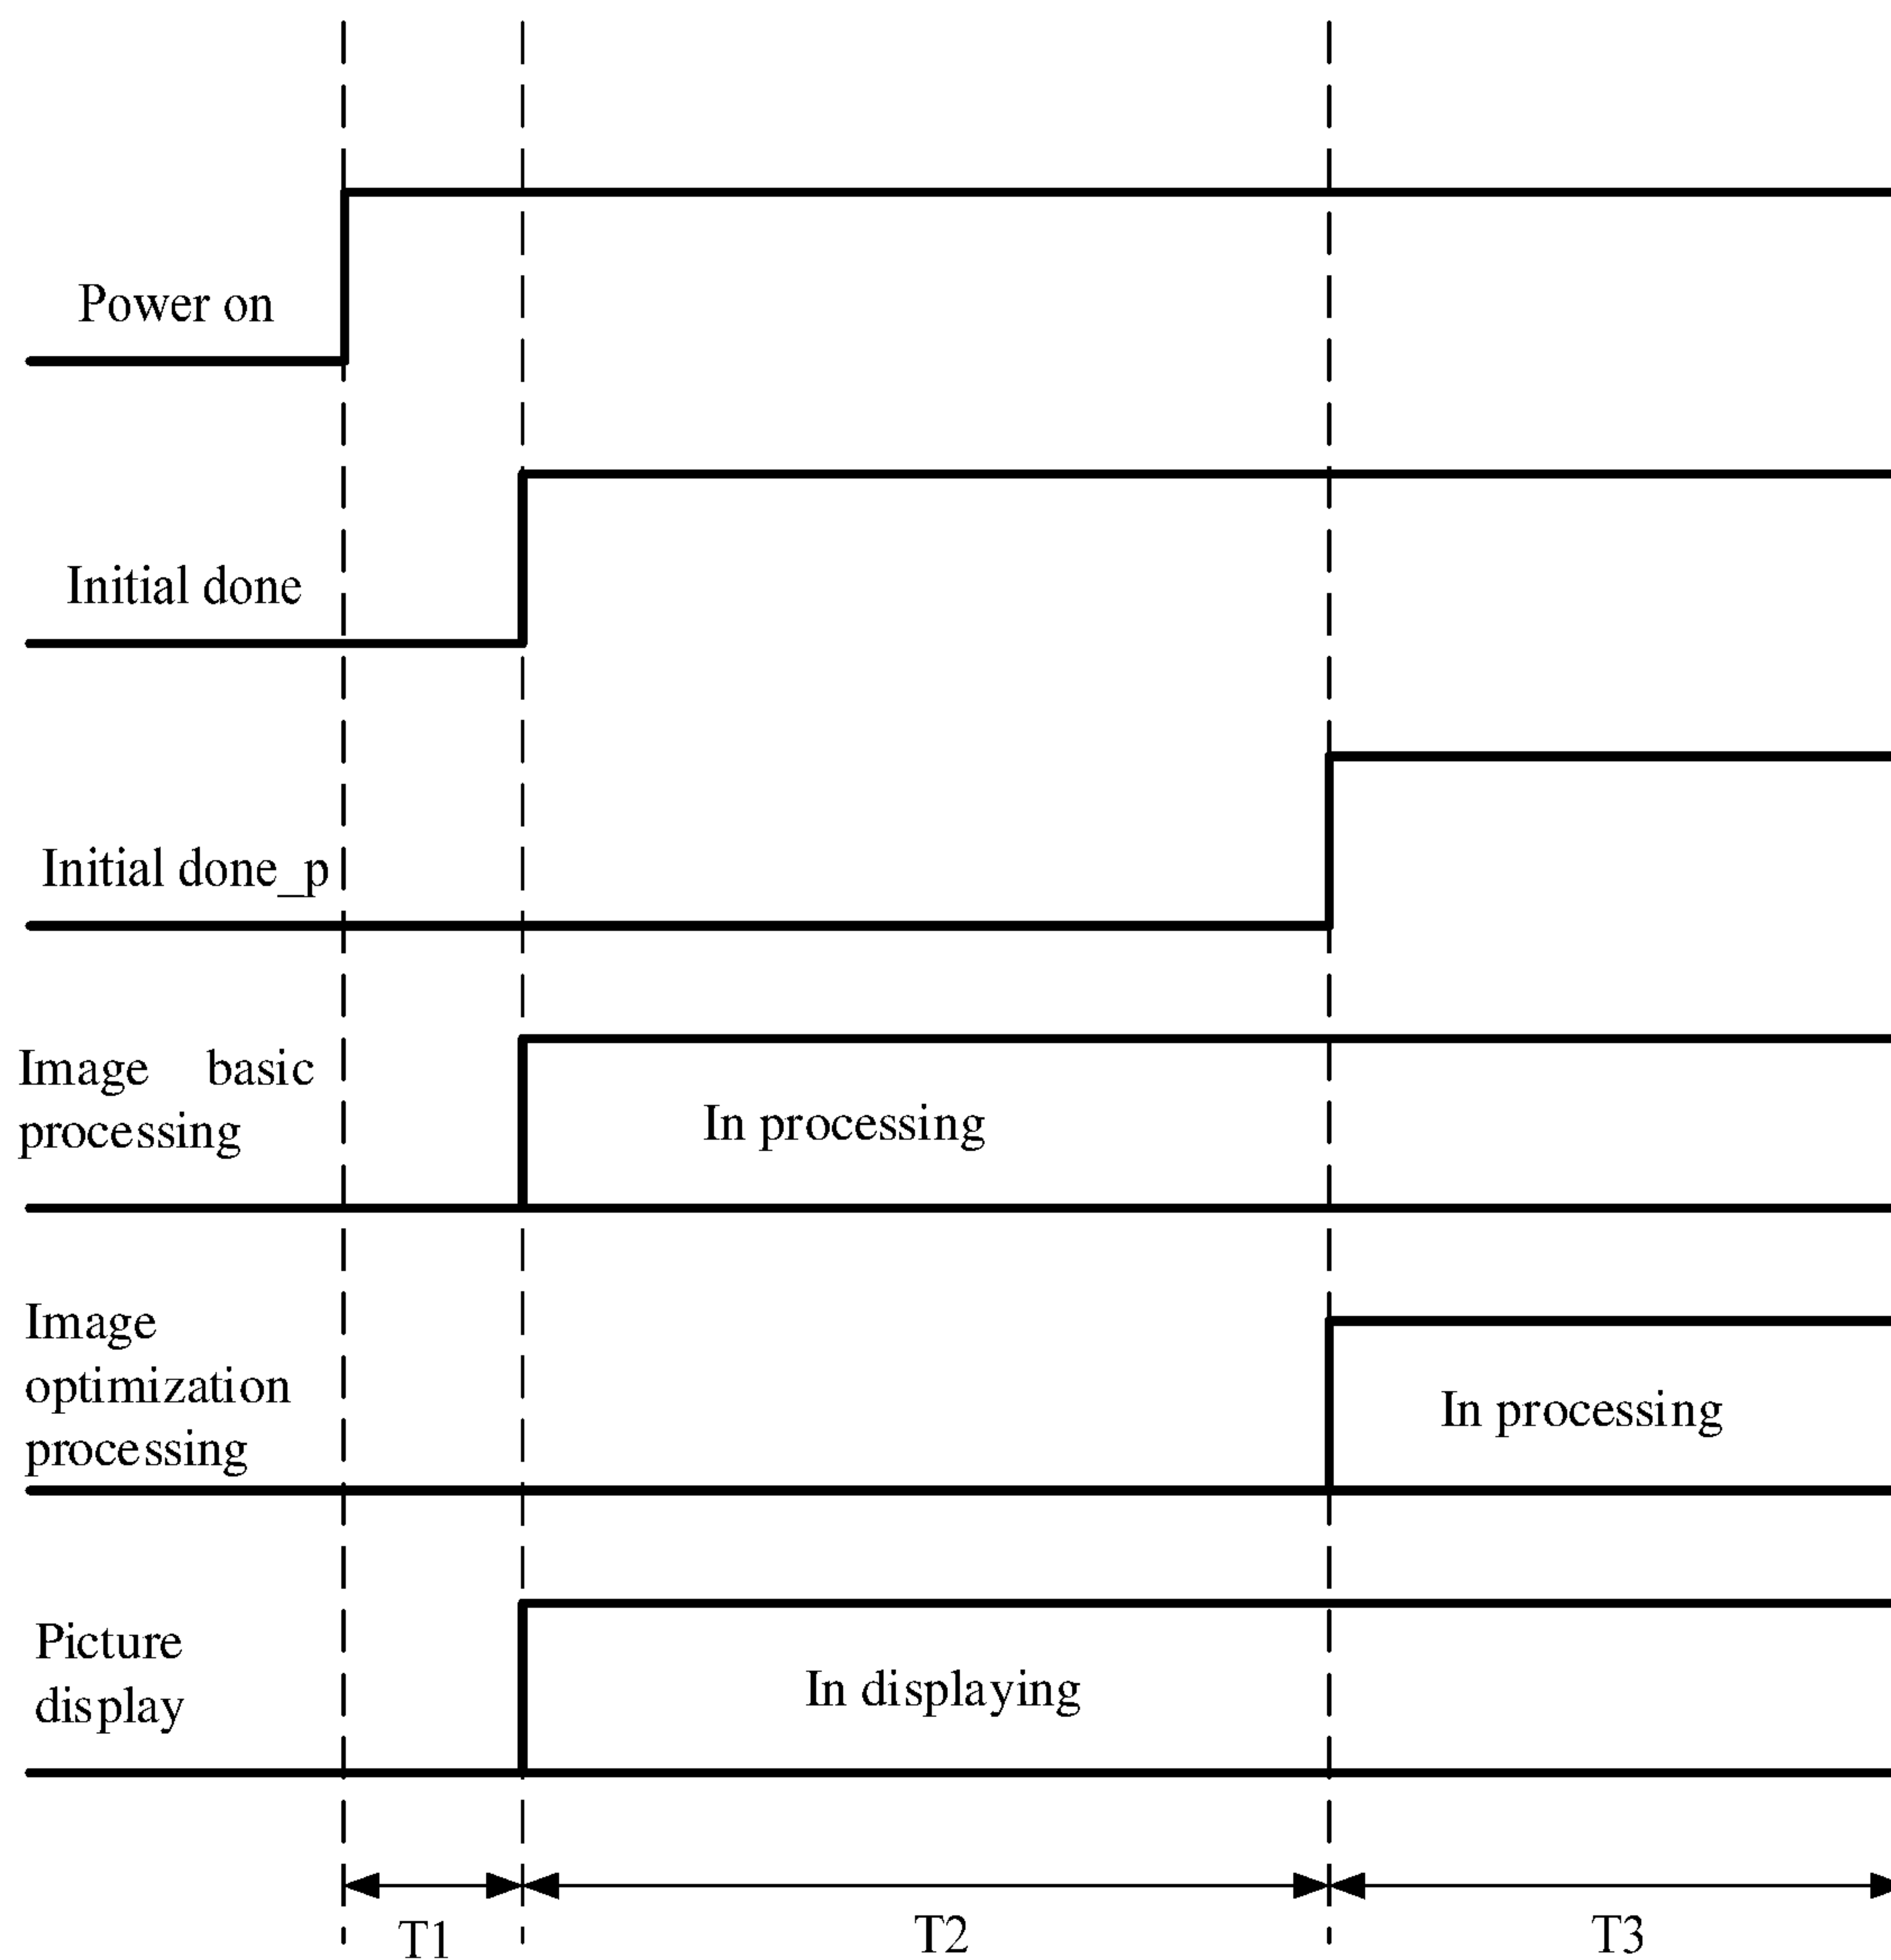 Power on
Initial done
Initial done_p
Image basic
processing
In processing
Image
optimization
processing
In processing
Picture
display
In displaying
T1
T2
T3